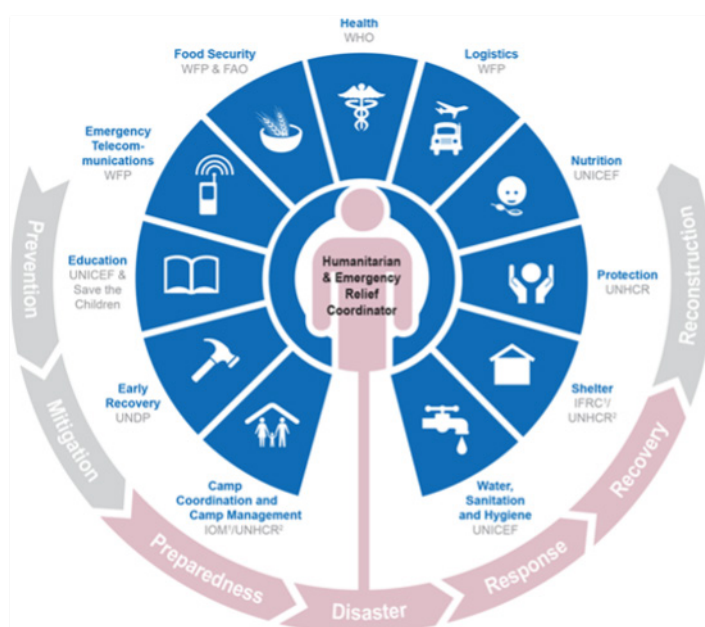 Health
WHO
Food Security
WFP & FAO
Logistics
WFP
Emergency
Telecom-
munications
WFP
Nutrition
UNICEF
Education
UNICEF &
Save the
Children
Humanitarian
& Emergency
Relief
Coordinator
Protection
UNHCR
Early
Recovery
UNDP
Shelter
IFRC¹/
UNHCR²
Camp
Coordination and
Camp Management
IOM¹/UNHCR²
Water,
Sanitation
and Hygiene
UNICEF
Prevention
Mitigation
Preparedness
Disaster
Response
Recovery
Reconstruction